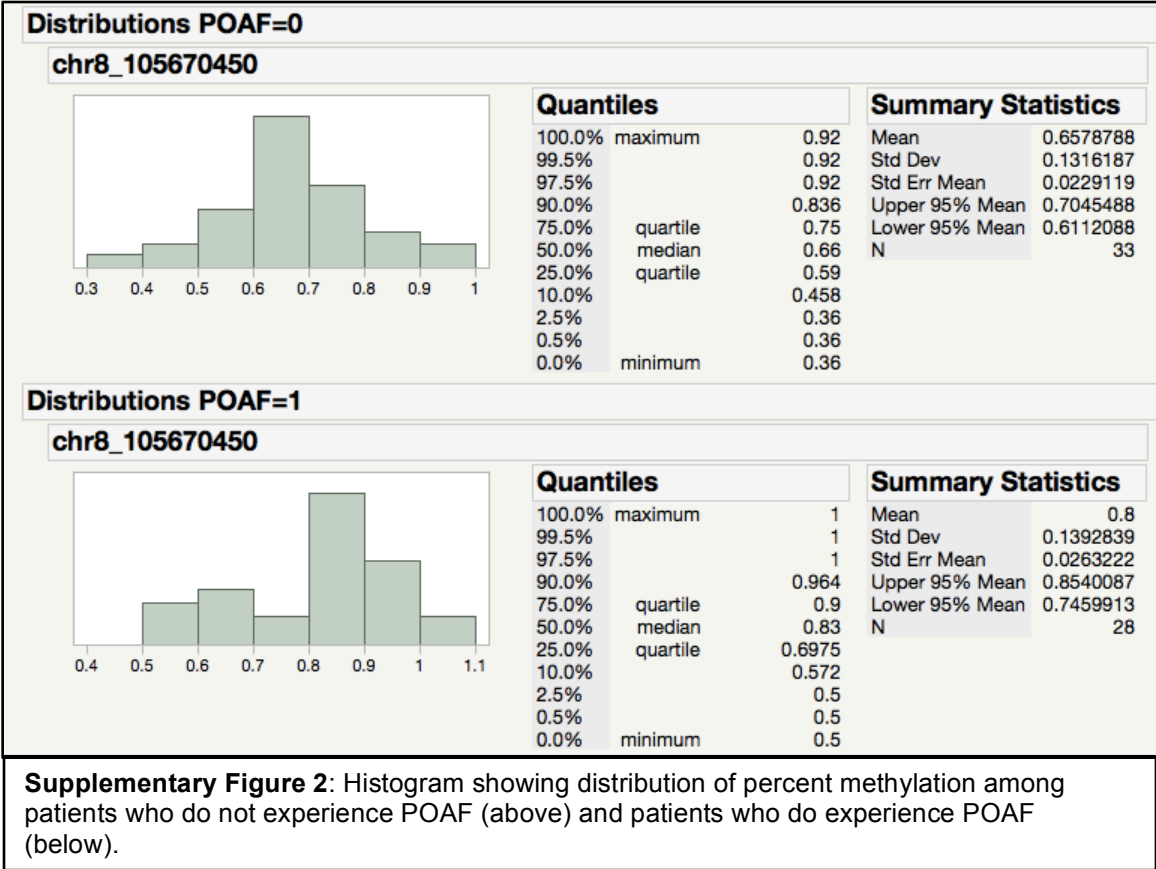 Distributions POAF=0
chr8_105670450
0.3 0.4 0.5 0.6 0.7 0.8 0.9 1
Quantiles
100.0% maximum 0.92
99.5% 0.92
97.5% 0.92
90.0% 0.836
75.0% quartile 0.75
50.0% median 0.66
25.0% quartile 0.59
10.0% 0.458
2.5% 0.36
0.5% 0.36
0.0% minimum 0.36
Summary Statistics
Mean 0.6578788
Std Dev 0.1316187
Std Err Mean 0.0229119
Upper 95% Mean 0.7045488
Lower 95% Mean 0.6112088
N 33
Distributions POAF=1
chr8_105670450
0.4 0.5 0.6 0.7 0.8 0.9 1 1.1
Quantiles
100.0% maximum 1
99.5% 1
97.5% 1
90.0% 0.964
75.0% quartile 0.9
50.0% median 0.83
25.0% quartile 0.6975
10.0% 0.572
2.5% 0.5
0.5% 0.5
0.0% minimum 0.5
Summary Statistics
Mean 0.8
Std Dev 0.1392839
Std Err Mean 0.0263222
Upper 95% Mean 0.8540087
Lower 95% Mean 0.7459913
N 28
Supplementary Figure 2: Histogram showing distribution of percent methylation among
patients who do not experience POAF (above) and patients who do experience POAF
(below).